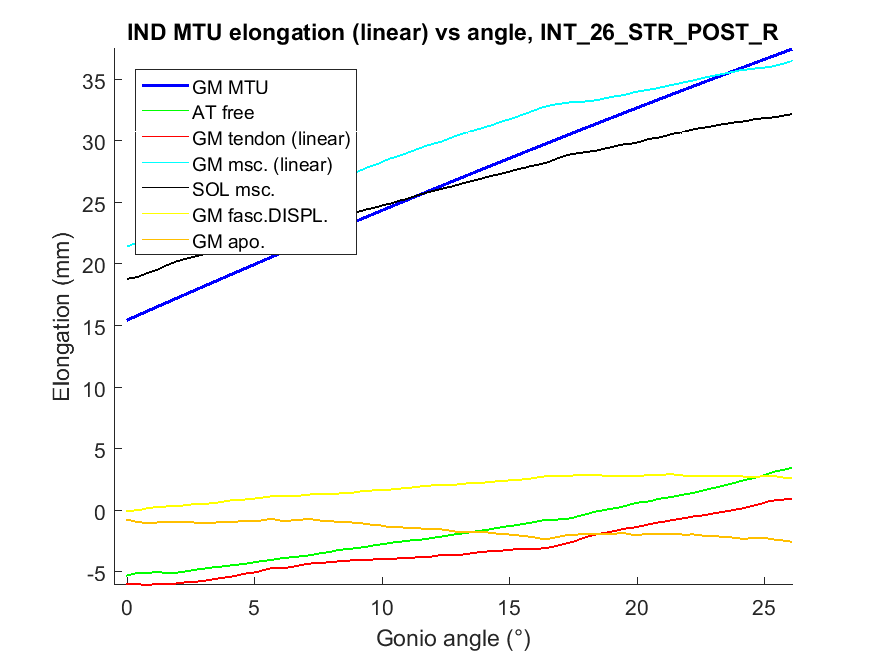 IND MTU elongation (linear) vs angle, INT_26_STR_POST_R
GM MTU
AT free
GM tendon (linear)
GM msc. (linear)
SOL msc.
GM fasc.DISPL.
GM apo.
Elongation (mm)
35
30
25
20
15
10
5
0
-5
0
5
10
15
20
25
Gonio angle (°)